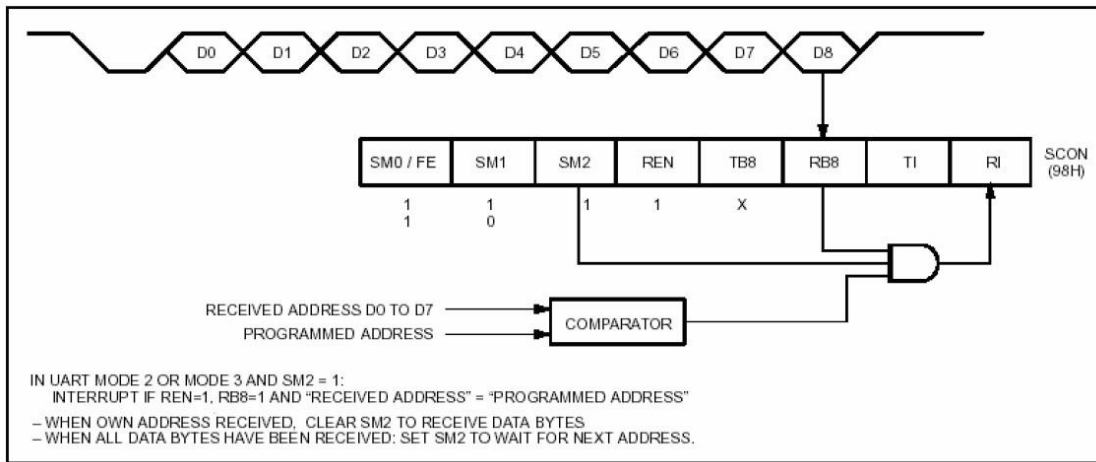 D0 D1 D2 D3 D4 D5 D6 D7 D8
SM0 / FE SM1 SM2 REN TB8 RB8 TI RI SCON
(98H)
1 1 1 1 X
1 0
RECEIVED ADDRESS D0 TO D7
PROGRAMMED ADDRESS
COMPARATOR
IN UART MODE 2 OR MODE 3 AND SM2 = 1:
INTERRUPT IF REN=1, RB8=1 AND “RECEIVED ADDRESS” = “PROGRAMMED ADDRESS”
– WHEN OWN ADDRESS RECEIVED, CLEAR SM2 TO RECEIVE DATA BYTES
– WHEN ALL DATA BYTES HAVE BEEN RECEIVED: SET SM2 TO WAIT FOR NEXT ADDRESS.